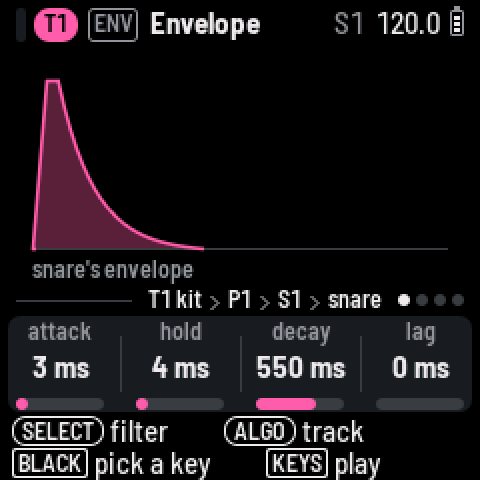 T1 ENV Envelope S1 120.0
snare's envelope
T1 kit > P1 > S1 > snare
attack hold decay lag
3 ms 4 ms 550 ms 0 ms
SELECT filter ALGO track
BLACK pick a key KEYS play